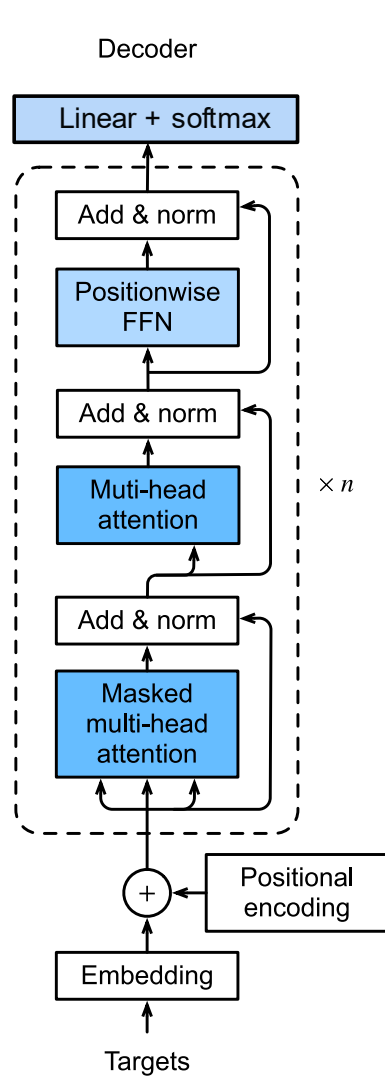 Decoder
Linear + softmax
Add & norm
Positionwise
FFN
Add & norm
Muti-head
attention
× n
Add & norm
Masked
multi-head
attention
+
Positional
encoding
Embedding
Targets